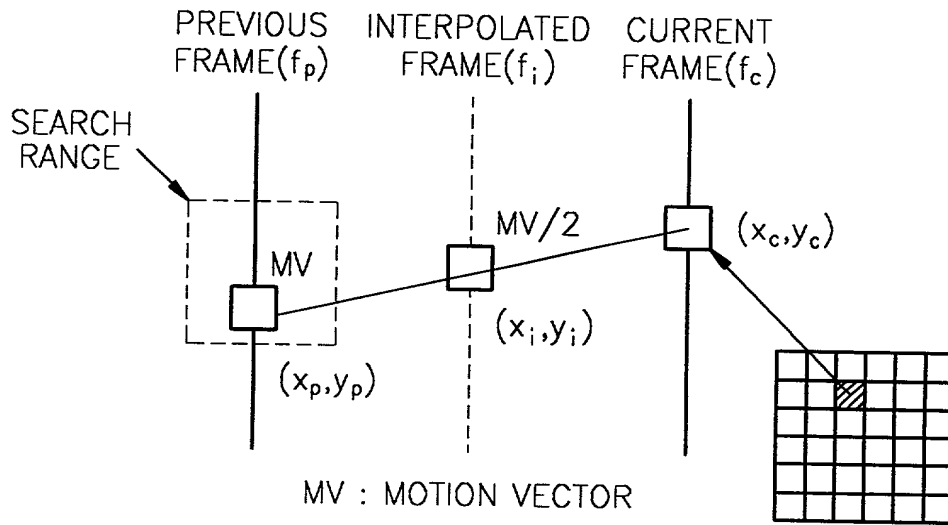 PREVIOUS
FRAME(fp)
INTERPOLATED
FRAME(fi)
CURRENT
FRAME(fc)
SEARCH
RANGE
MV
MV/2
(xc,yc)
(xi,yi)
(xp,yp)
MV : MOTION VECTOR